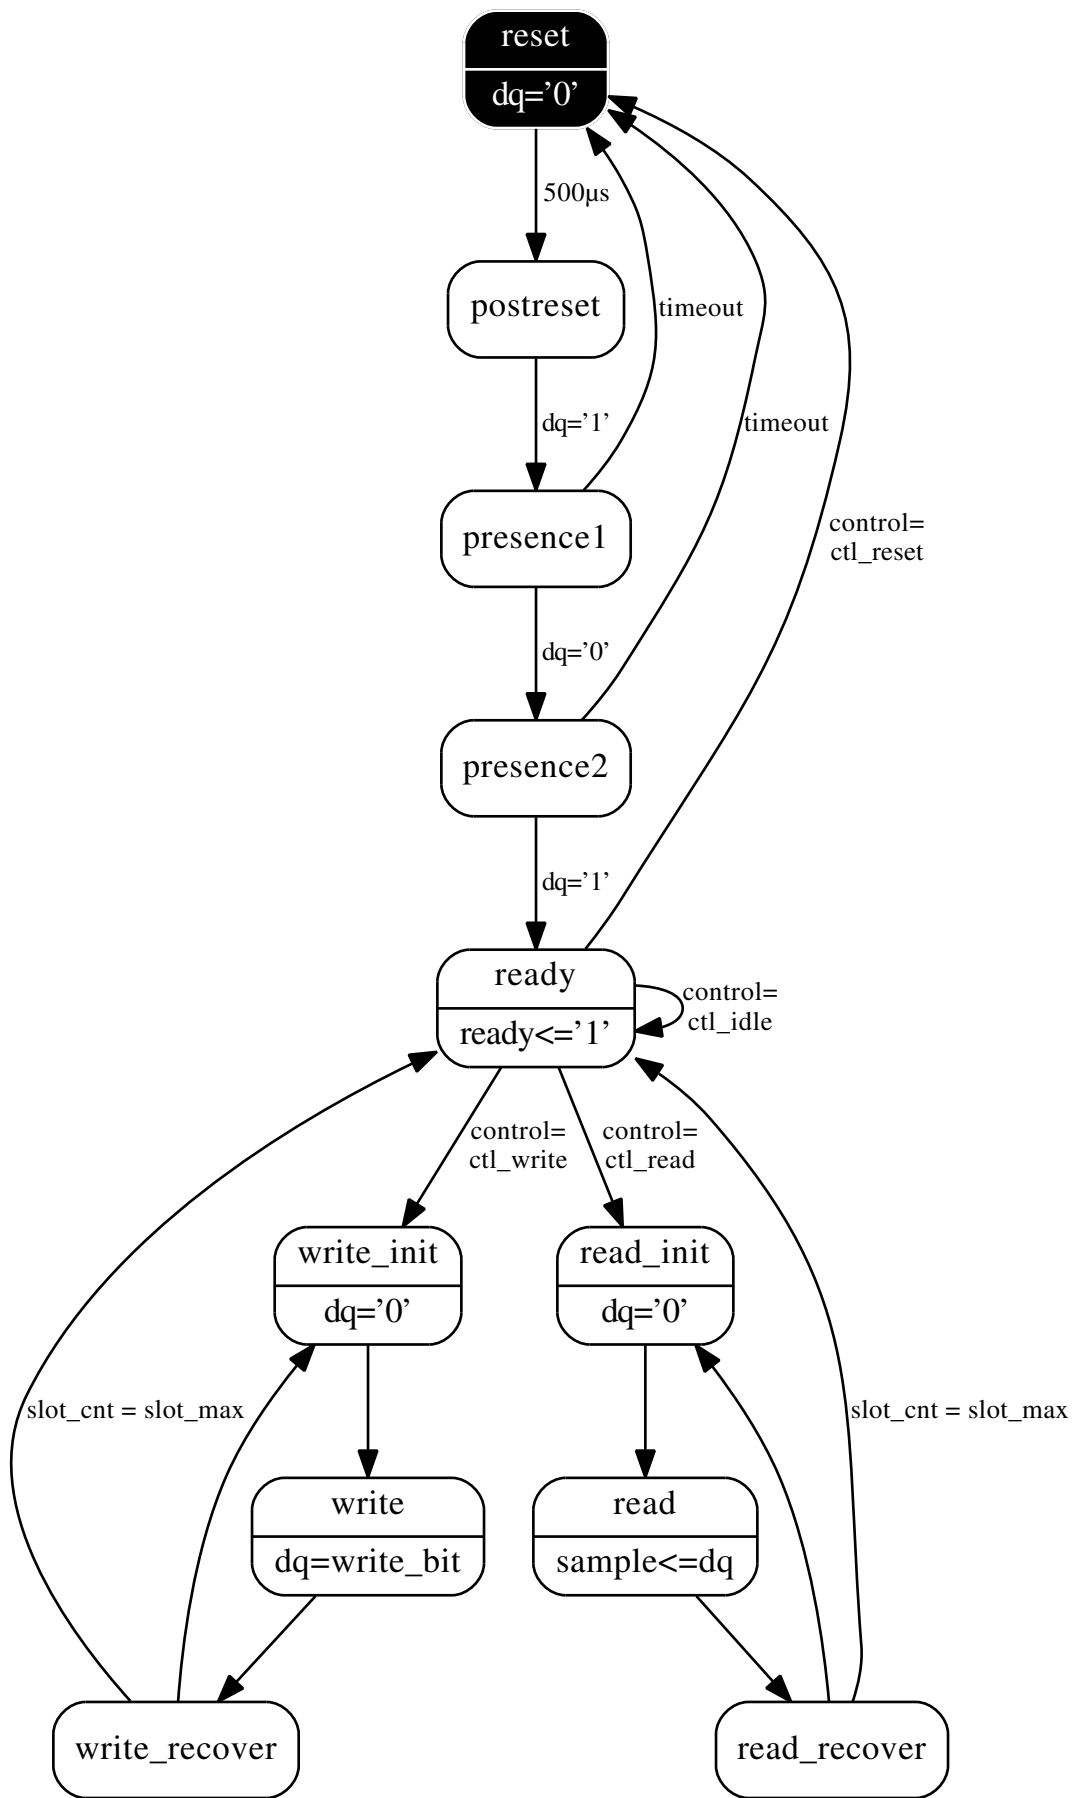 reset
dq=’0’
500µs
postreset
timeout
dq=’1’
timeout
presence1
control=
ctl_reset
dq=’0’
presence2
dq=’1’
ready
ready<=’1’
control=
ctl_idle
control=
ctl_write
control=
ctl_read
write_init
dq=’0’
read_init
dq=’0’
slot_cnt = slot_max
slot_cnt = slot_max
write
dq=write_bit
read
sample<=dq
write_recover
read_recover